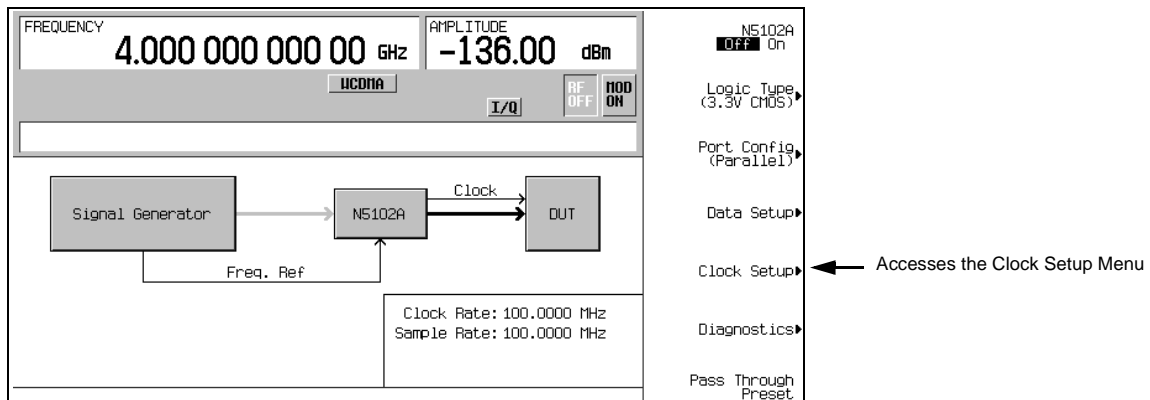 FREQUENCY
4.000 000 000 00 GHz
AMPLITUDE
-136.00 dBm
WCDMA
I/Q
RF
OFF
MOD
ON
Signal Generator
N5102A
DUT
Clock
Freq. Ref
Clock Rate: 100.0000 MHz
Sample Rate: 100.0000 MHz
N5102A
Off On
Logic Type
(3.3V CMOS)
Port Config
(Parallel)
Data Setup
Clock Setup
Accesses the Clock Setup Menu
Diagnostics
Pass Through
Preset